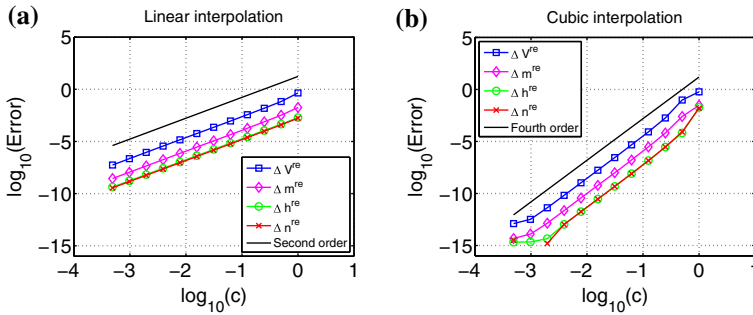 (a)
Linear interpolation
5
0
−5
−10
−15
−4
−3
−2
−1
0
1
log10(Error)
log10(c)
Δ V^re
Δ m^re
Δ h^re
Δ n^re
Second order
(b)
Cubic interpolation
5
0
−5
−10
−15
−4
−3
−2
−1
0
1
log10(Error)
log10(c)
Δ V^re
Δ m^re
Δ h^re
Δ n^re
Fourth order